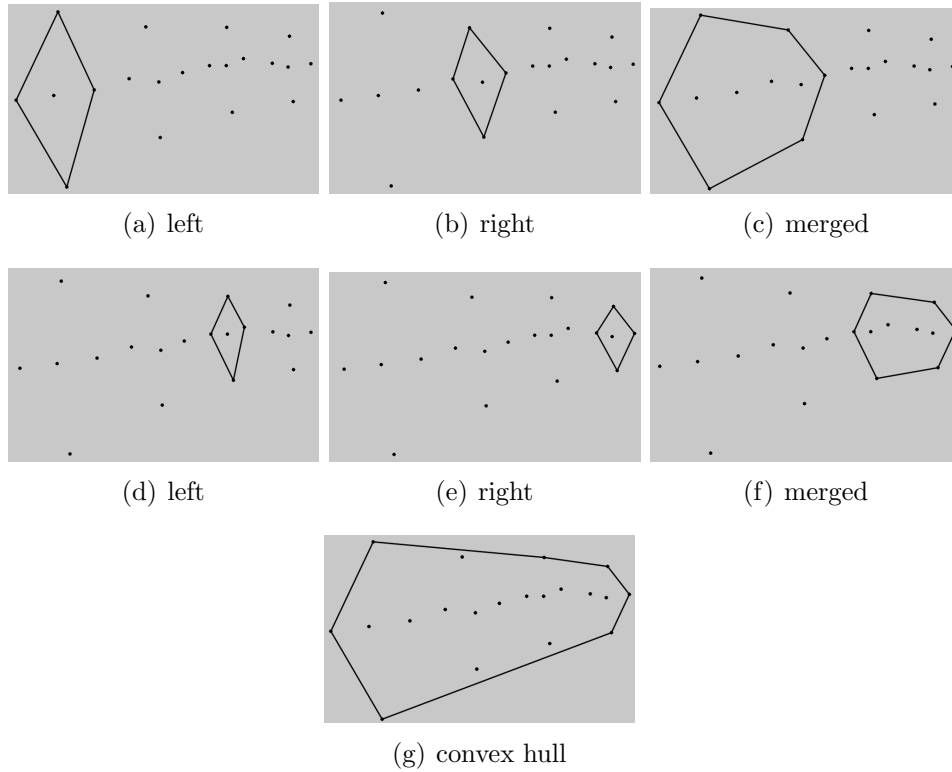 (a) left
(b) right
(c) merged
(d) left
(e) right
(f) merged
(g) convex hull